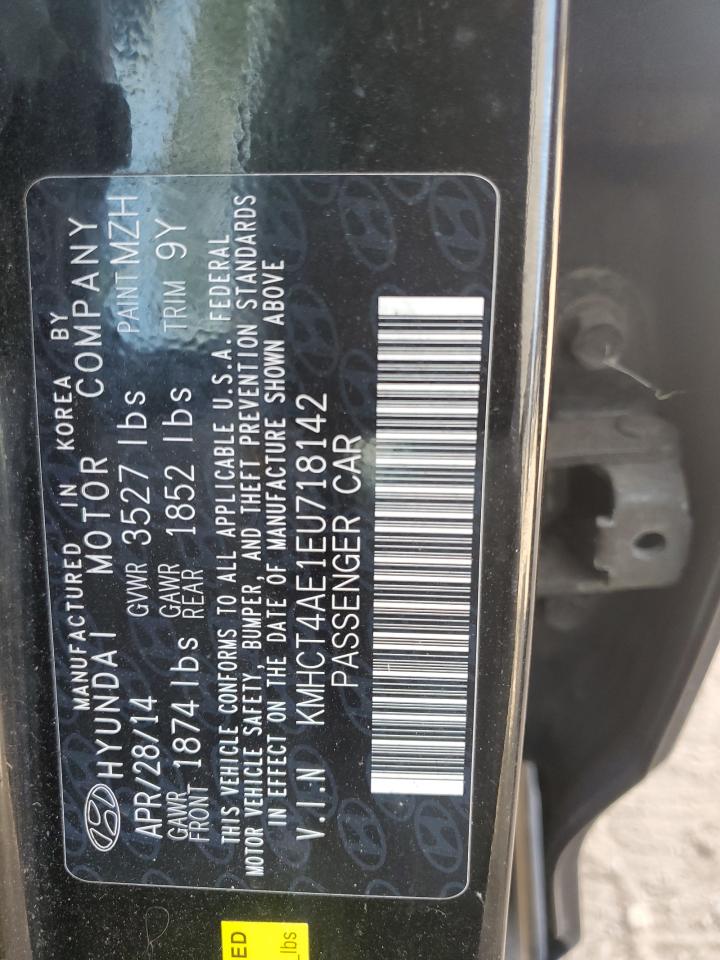 MANUFACTURED IN KOREA BY
HYUNDAI MOTOR COMPANY
APR/28/14 GVWR 3527 lbs PAINT MZH
GAWR FRONT 1874 lbs GAWR REAR 1852 lbs TRIM 9Y
THIS VEHICLE CONFORMS TO ALL APPLICABLE U.S.A. FEDERAL
MOTOR VEHICLE SAFETY, BUMPER, AND THEFT PREVENTION STANDARDS
IN EFFECT ON THE DATE OF MANUFACTURE SHOWN ABOVE
V.I.N KMHCT4AE1EU718142
PASSENGER CAR
ED
lbs